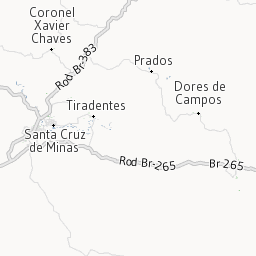 Coronel
Xavier
Chaves
Rod Br-383
Prados
Tiradentes
Dores de
Campos
Santa Cruz
de Minas
Rod Br-265
Br 265